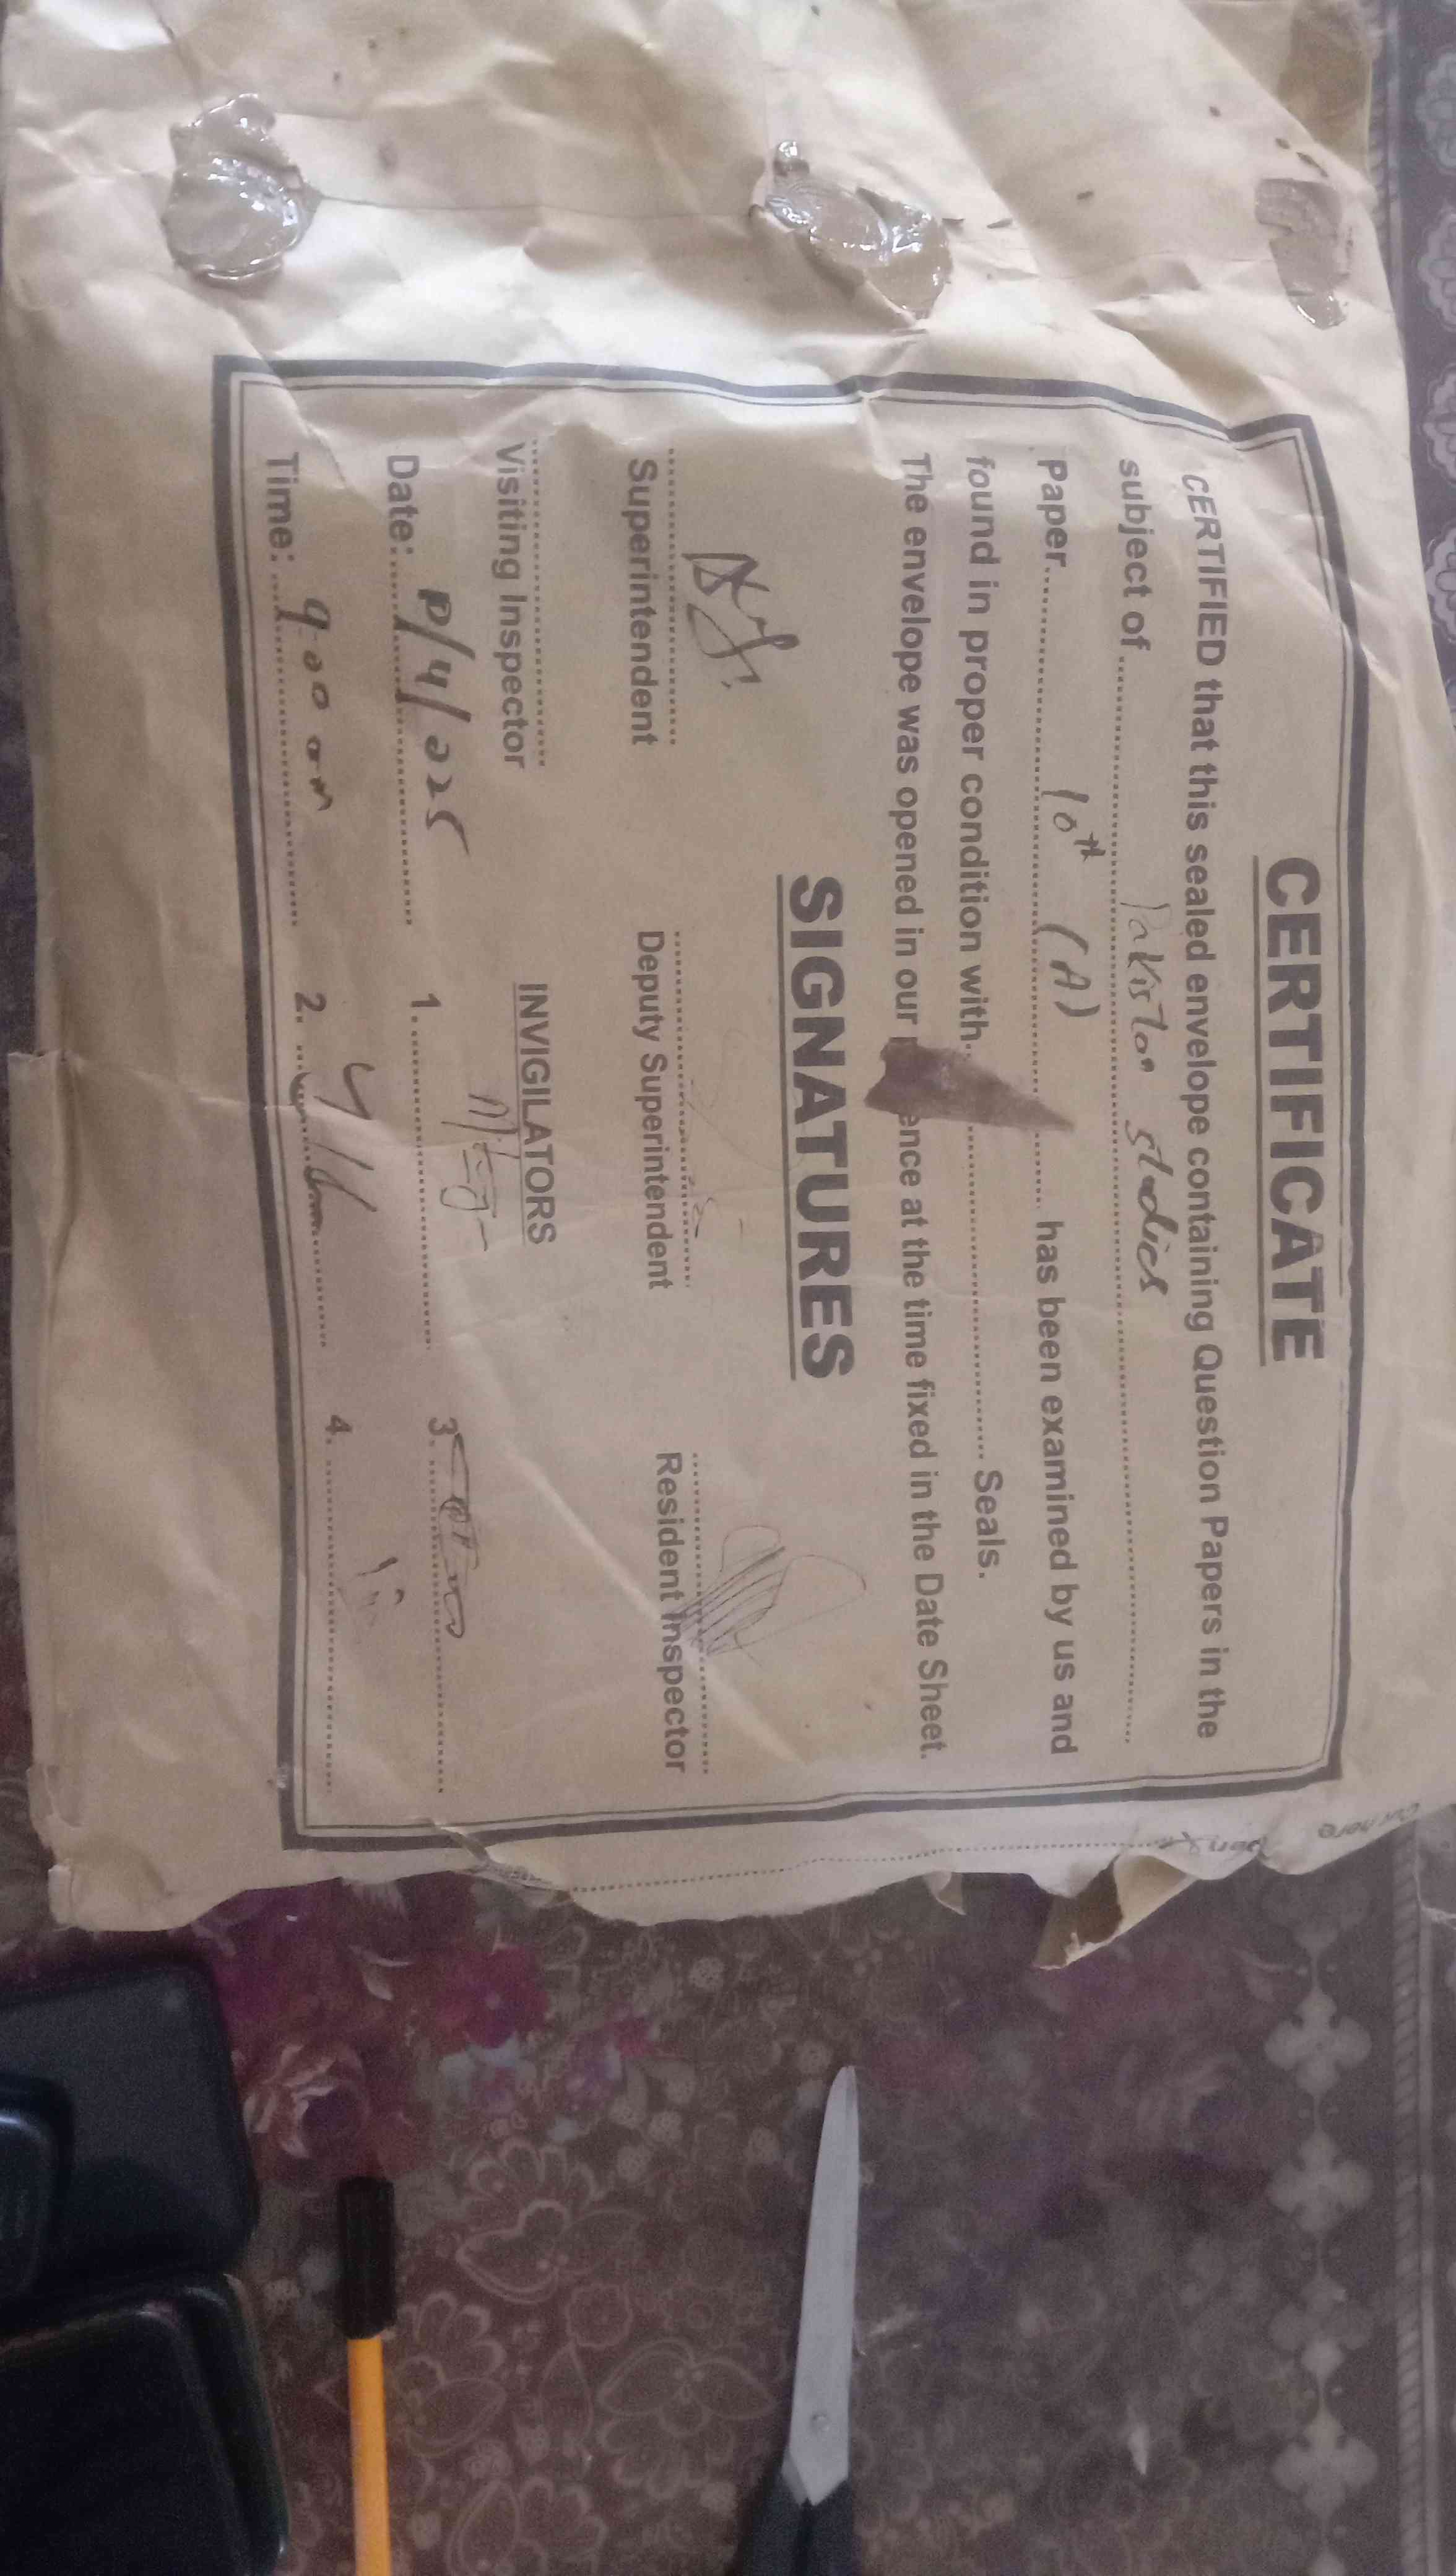 CERTIFICATE
CERTIFIED that this sealed envelope containing Question Papers in the
subject of Pakistan studies
Paper 10th (A) has been examined by us and
found in proper condition with Seals.
The envelope was opened in our ence at the time fixed in the Date Sheet.
SIGNATURES
Superintendent Deputy Superintendent Resident Inspector
Visiting Inspector INVIGILATORS
Date: /4/025 1. 3.
Time: 9-00 am 2. 4.
Cut here